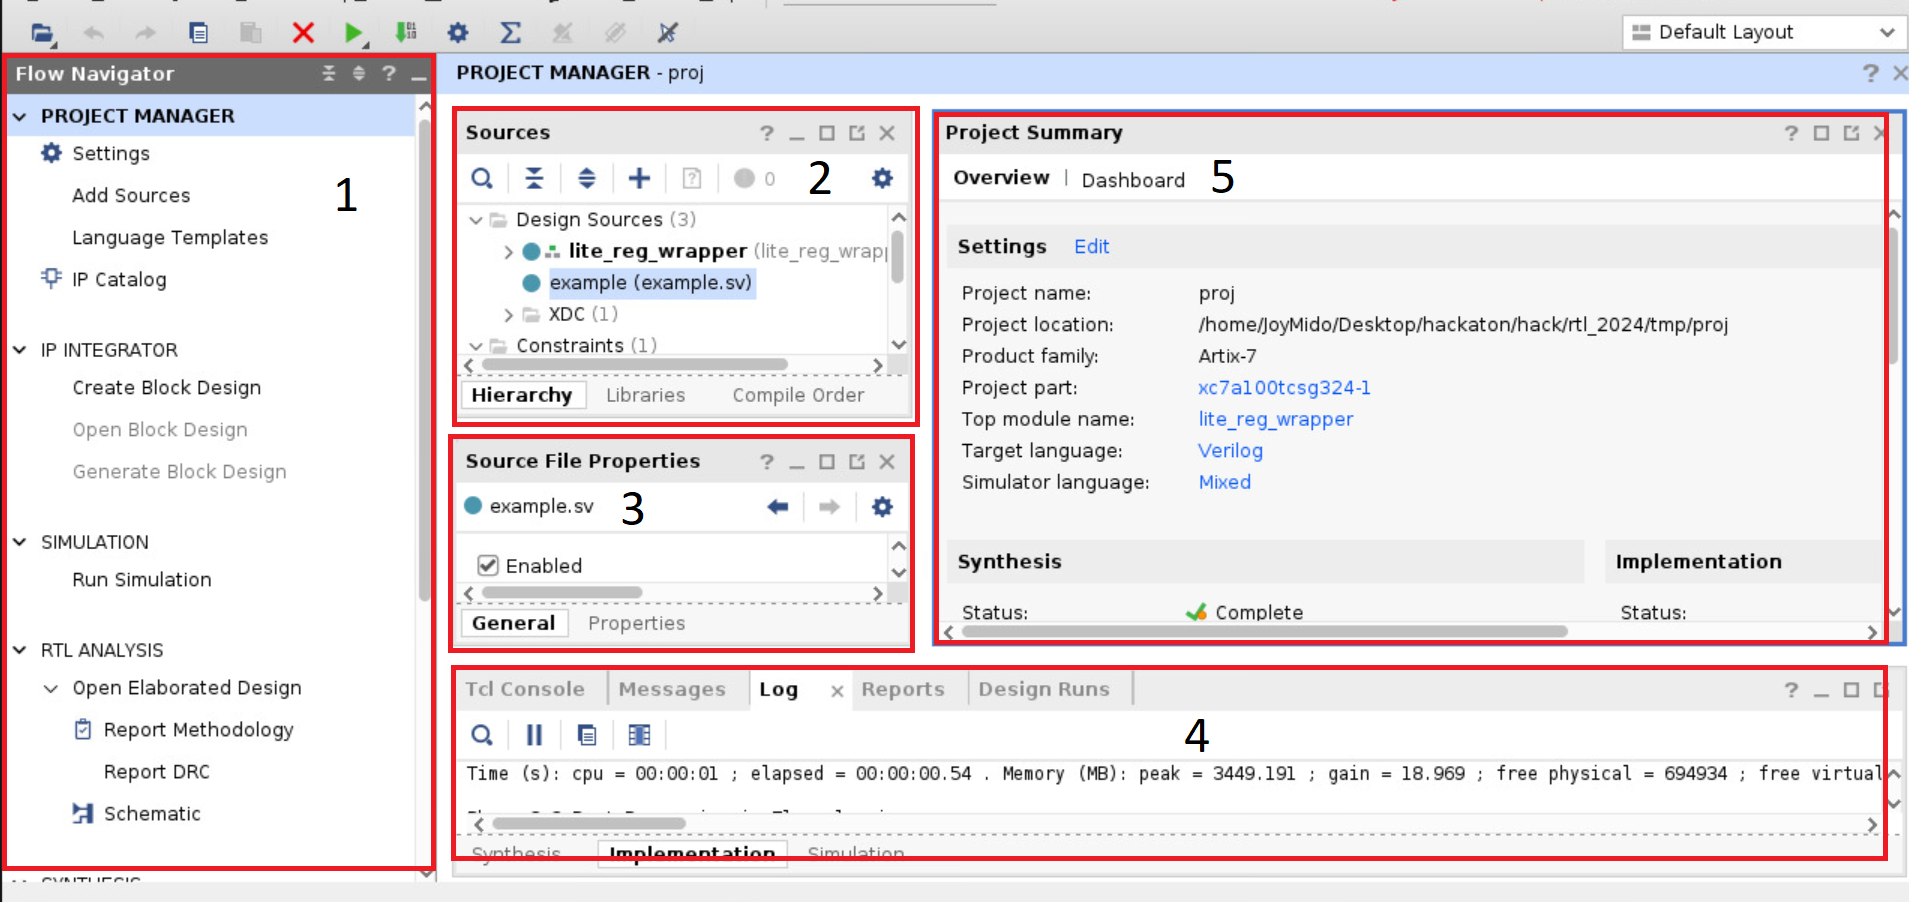 Default Layout
Flow Navigator
PROJECT MANAGER
Settings
Add Sources
Language Templates
IP Catalog
1
IP INTEGRATOR
Create Block Design
Open Block Design
Generate Block Design
SIMULATION
Run Simulation
RTL ANALYSIS
Open Elaborated Design
Report Methodology
Report DRC
Schematic
SYNTHESIS
PROJECT MANAGER - proj
Sources
0
2
Design Sources (3)
lite_reg_wrapper (lite_reg_wrapp
example (example.sv)
XDC (1)
Constraints (1)
Hierarchy Libraries Compile Order
Source File Properties
example.sv
3
Enabled
General Properties
Project Summary
Overview | Dashboard
5
Settings Edit
Project name: proj
Project location: /home/JoyMido/Desktop/hackaton/hack/rtl_2024/tmp/proj
Product family: Artix-7
Project part: xc7a100tcsg324-1
Top module name: lite_reg_wrapper
Target language: Verilog
Simulator language: Mixed
Synthesis Implementation
Status: Complete Status:
Tcl Console Messages Log Reports Design Runs
4
Time (s): cpu = 00:00:01 ; elapsed = 00:00:00.54 . Memory (MB): peak = 3449.191 ; gain = 18.969 ; free physical = 694934 ; free virtual
Synthesis Implementation Simulation